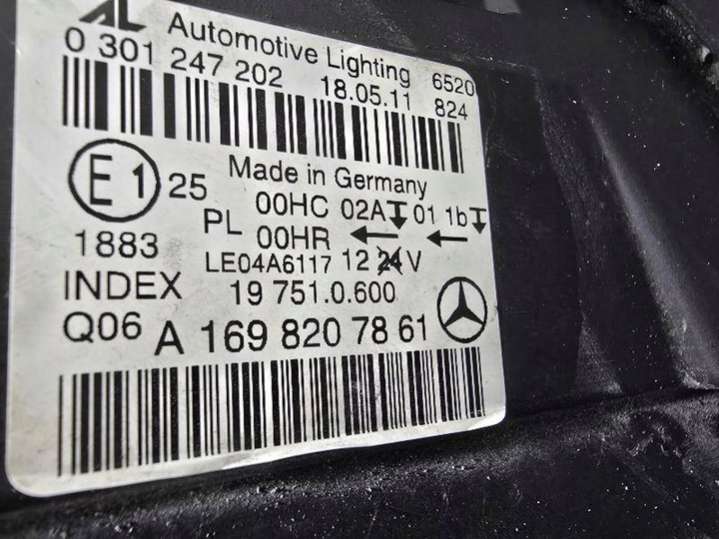 AL Automotive Lighting 6520
0 301 247 202 18.05.11 824
Made in Germany
E1 25 00HC 02A 01 1b
PL 00HR ← ←
1883 LE04A6117 12 24 V
INDEX 19 751.0.600
Q06 A 169 820 78 61